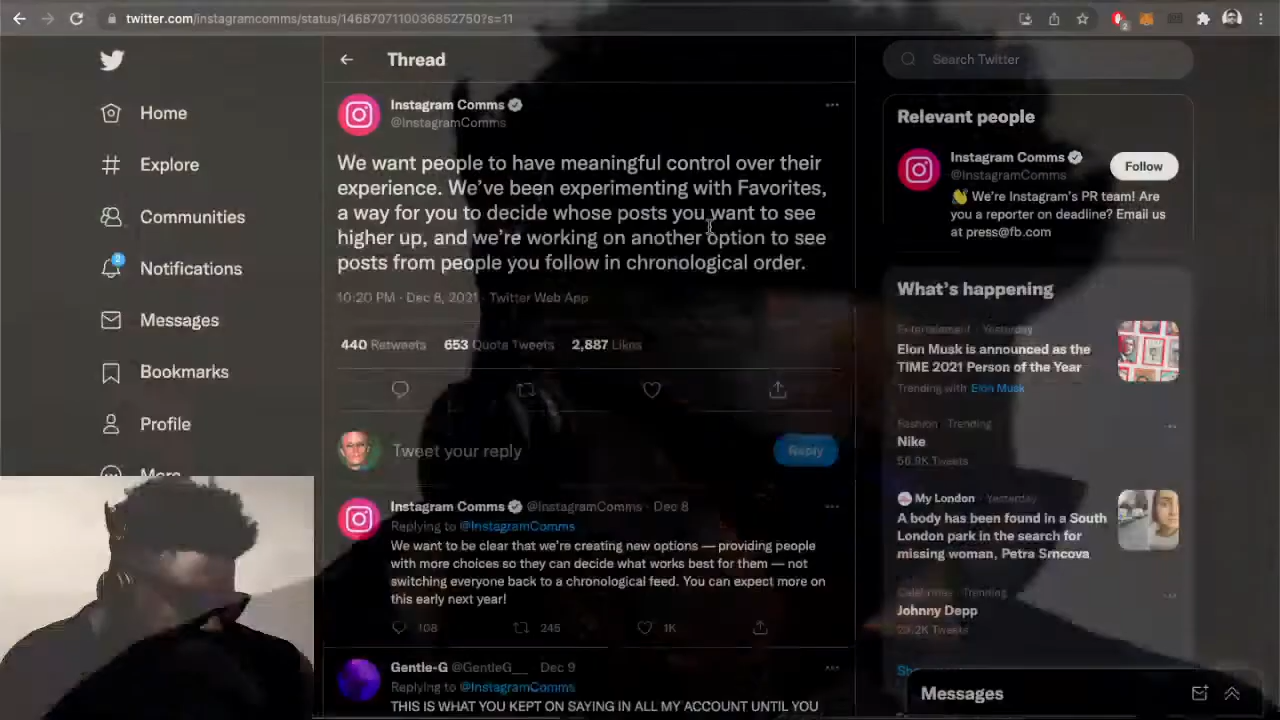 twitter.com/instagramcomms/status/1468707110036852750?s=11
Home
Explore
Communities
2
Notifications
Messages
Bookmarks
Profile
More
Thread
Instagram Comms
@InstagramComms
We want people to have meaningful control over their
experience. We’ve been experimenting with Favorites,
a way for you to decide whose posts you want to see
higher up, and we’re working on another option to see
posts from people you follow in chronological order.
10:20 PM · Dec 8, 2021 · Twitter Web App
440 Retweets 653 Quote Tweets 2,887 Likes
Tweet your reply
Reply
Instagram Comms @InstagramComms · Dec 8
Replying to @InstagramComms
We want to be clear that we’re creating new options — providing people
with more choices so they can decide what works best for them — not
switching everyone back to a chronological feed. You can expect more on
this early next year!
108 245 1K
Gentle-G @GentleG__ Dec 9
Replying to @InstagramComms
THIS IS WHAT YOU KEPT ON SAYING IN ALL MY ACCOUNT UNTIL YOU
Search Twitter
Relevant people
Instagram Comms
@InstagramComms
Follow
We’re Instagram’s PR team! Are
you a reporter on deadline? Email us
at press@fb.com
What’s happening
Entertainment · Yesterday
Elon Musk is announced as the
TIME 2021 Person of the Year
Trending with Elon Musk
Fashion · Trending
Nike
56.9K Tweets
My London · Yesterday
A body has been found in a South
London park in the search for
missing woman, Petra Srncova
Celebrities · Trending
Johnny Depp
Tweets
Messages